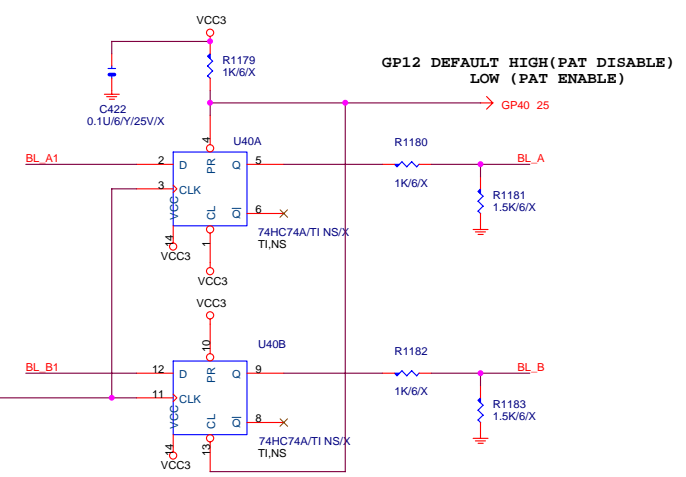 VCC3
R1179
1K/6/X
GP12 DEFAULT HIGH(PAT DISABLE)
LOW (PAT ENABLE)
C422
0.1U/6/Y/25V/X
GP40 25
4
U40A
R1180
BL_A1
2
D
PR
Q
5
BL_A
3
CLK
1K/6/X
R1181
1.5K/6/X
VCC
CL
Q
6
74HC74A/TI NS/X
TI,NS
14
1
VCC3
VCC3
VCC3
10
U40B
R1182
BL_B1
12
D
PR
Q
9
BL_B
11
CLK
1K/6/X
R1183
1.5K/6/X
VCC
CL
Q
8
74HC74A/TI NS/X
TI,NS
14
13
VCC3